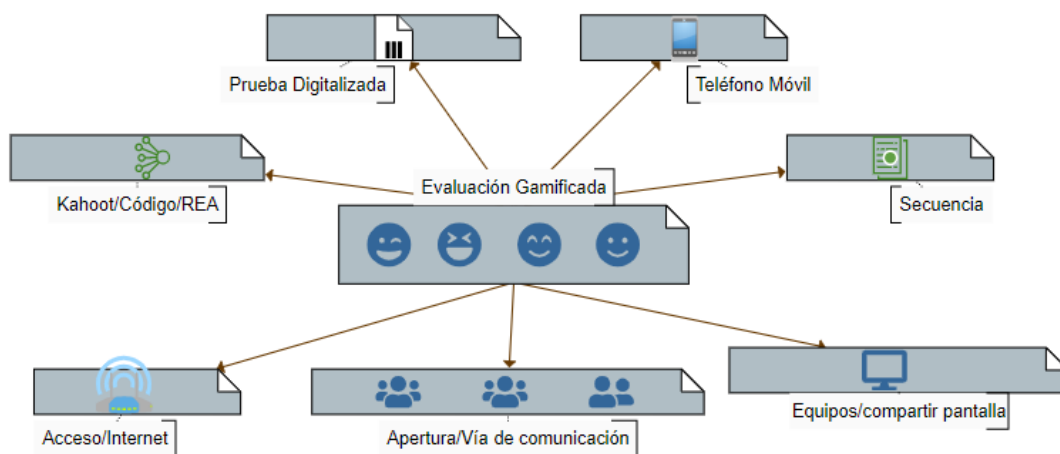 Prueba Digitalizada
Teléfono Móvil
Kahoot/Código/REA
Evaluación Gamificada
Secuencia
Acceso/Internet
Apertura/Vía de comunicación
Equipos/compartir pantalla